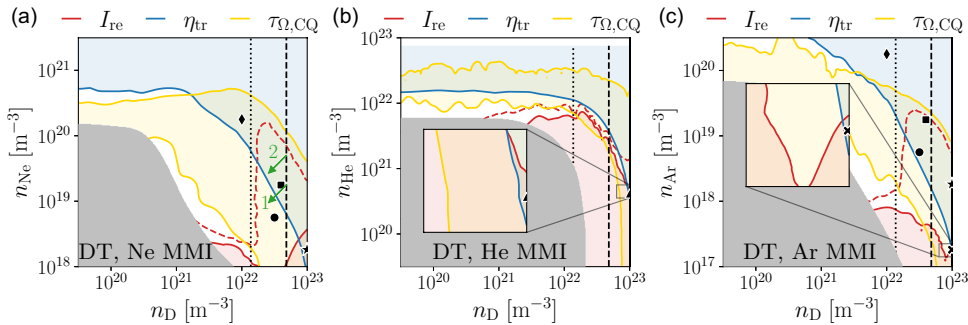 (a) I_re η_tr τ_Ω,CQ
10^21
10^20
10^19
10^18
n_Ne [m^−3]
2
1
DT, Ne MMI
10^20 10^21 10^22 10^23
n_D [m^−3]
(b) I_re η_tr τ_Ω,CQ
10^23
10^22
10^21
10^20
n_He [m^−3]
DT, He MMI
10^20 10^21 10^22 10^23
n_D [m^−3]
(c) I_re η_tr τ_Ω,CQ
10^20
10^19
10^18
10^17
n_Ar [m^−3]
DT, Ar MMI
10^20 10^21 10^22 10^23
n_D [m^−3]